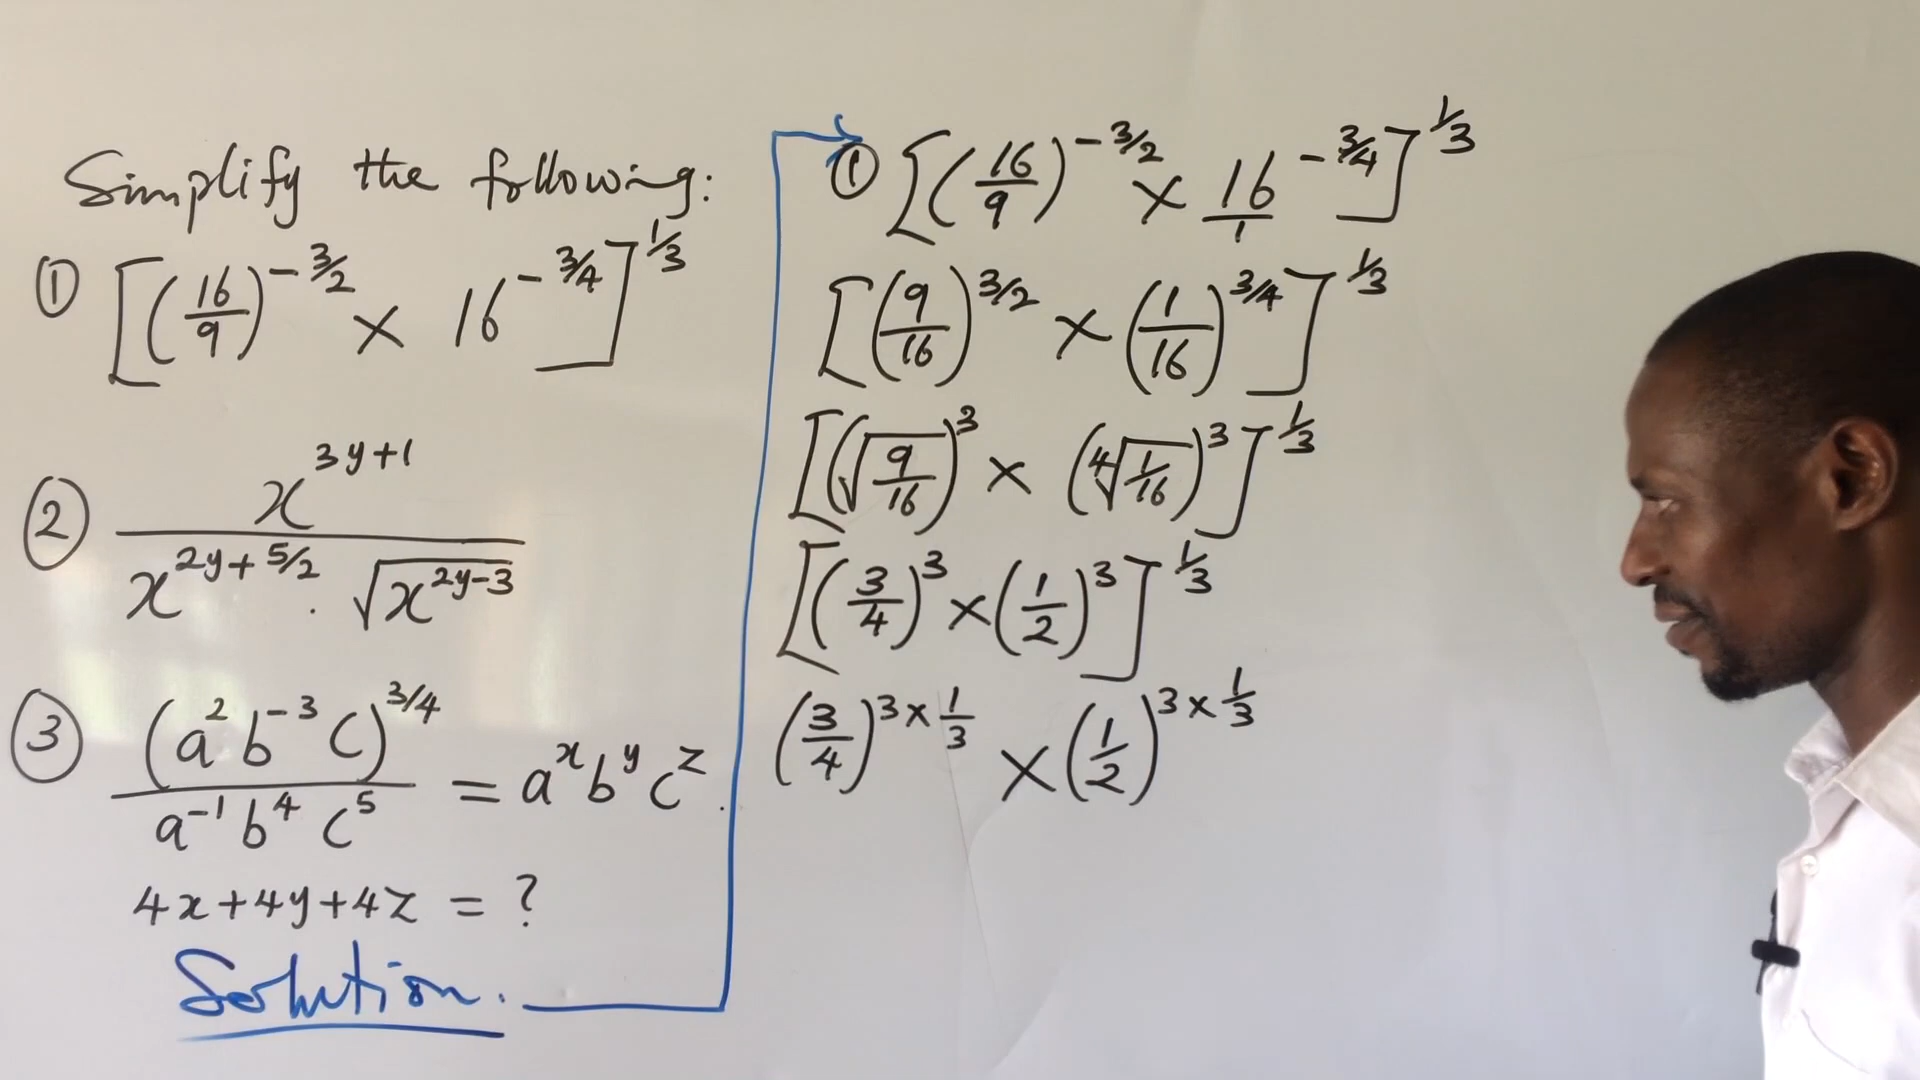 Simplify the following:
① [(16/9)^(-3/2) × 16^(-3/4)]^(1/3)
② x^(3y+1) / (x^(2y+5/2) . √(x^(2y-3)))
③ (a² b⁻³ c)^(3/4) / (a⁻¹ b⁴ c⁵) = a^x b^y c^z.
4x+4y+4z = ?
Solution.
① [(16/9)^(-3/2) × 16/1^(-3/4)]^(1/3)
[(9/16)^(3/2) × (1/16)^(3/4)]^(1/3)
[(√(9/16))³ × (⁴√(1/16))³]^(1/3)
[(3/4)³ × (1/2)³]^(1/3)
(3/4)^(3 × 1/3) × (1/2)^(3 × 1/3)